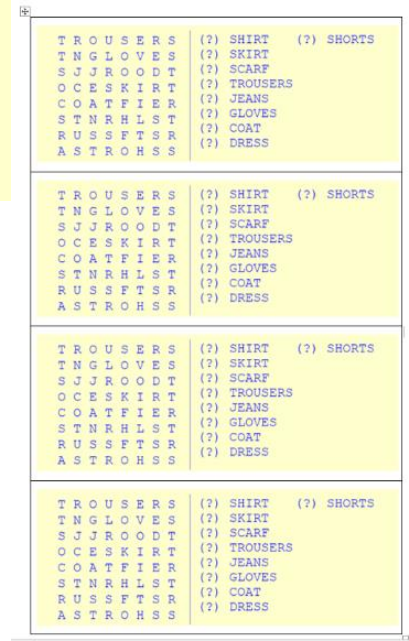 T R O U S E R S (?) SHIRT (?) SHORTS
T N G L O V E S (?) SKIRT
S J J R O O D T (?) SCARF
O C E S K I R T (?) TROUSERS
C O A T F I E R (?) JEANS
S T N R H L S T (?) GLOVES
R U S S F T S R (?) COAT
A S T R O H S S (?) DRESS
T R O U S E R S (?) SHIRT (?) SHORTS
T N G L O V E S (?) SKIRT
S J J R O O D T (?) SCARF
O C E S K I R T (?) TROUSERS
C O A T F I E R (?) JEANS
S T N R H L S T (?) GLOVES
R U S S F T S R (?) COAT
A S T R O H S S (?) DRESS
T R O U S E R S (?) SHIRT (?) SHORTS
T N G L O V E S (?) SKIRT
S J J R O O D T (?) SCARF
O C E S K I R T (?) TROUSERS
C O A T F I E R (?) JEANS
S T N R H L S T (?) GLOVES
R U S S F T S R (?) COAT
A S T R O H S S (?) DRESS
T R O U S E R S (?) SHIRT (?) SHORTS
T N G L O V E S (?) SKIRT
S J J R O O D T (?) SCARF
O C E S K I R T (?) TROUSERS
C O A T F I E R (?) JEANS
S T N R H L S T (?) GLOVES
R U S S F T S R (?) COAT
A S T R O H S S (?) DRESS